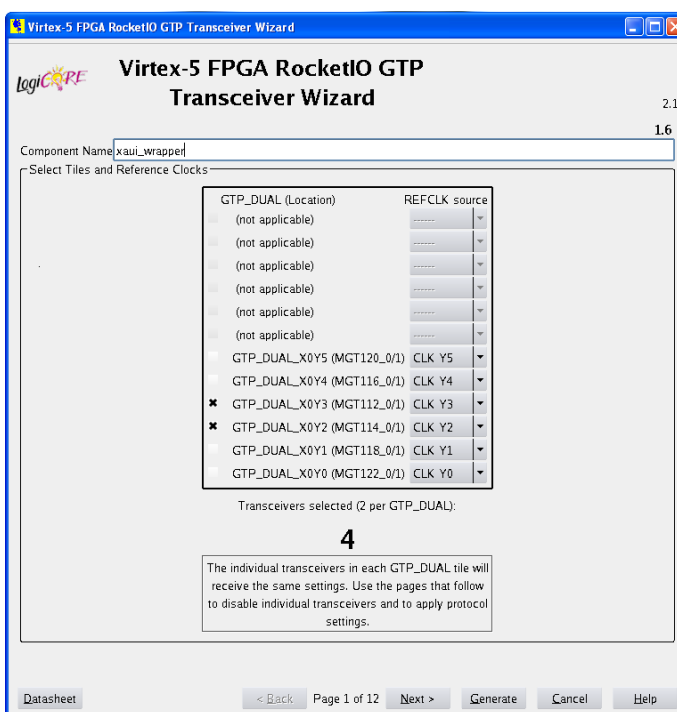 Virtex-5 FPGA RocketIO GTP Transceiver Wizard
LogiCORE
Virtex-5 FPGA RocketIO GTP
Transceiver Wizard
2.1
1.6
Component Name xaui_wrapper
Select Tiles and Reference Clocks
GTP_DUAL (Location) REFCLK source
(not applicable) ------
(not applicable) ------
(not applicable) ------
(not applicable) ------
(not applicable) ------
(not applicable) ------
GTP_DUAL_X0Y5 (MGT120_0/1) CLK Y5
GTP_DUAL_X0Y4 (MGT116_0/1) CLK Y4
GTP_DUAL_X0Y3 (MGT112_0/1) CLK Y3
GTP_DUAL_X0Y2 (MGT114_0/1) CLK Y2
GTP_DUAL_X0Y1 (MGT118_0/1) CLK Y1
GTP_DUAL_X0Y0 (MGT122_0/1) CLK Y0
Transceivers selected (2 per GTP_DUAL):
4
The individual transceivers in each GTP_DUAL tile will
receive the same settings. Use the pages that follow
to disable individual transceivers and to apply protocol
settings.
Datasheet < Back Page 1 of 12 Next > Generate Cancel Help